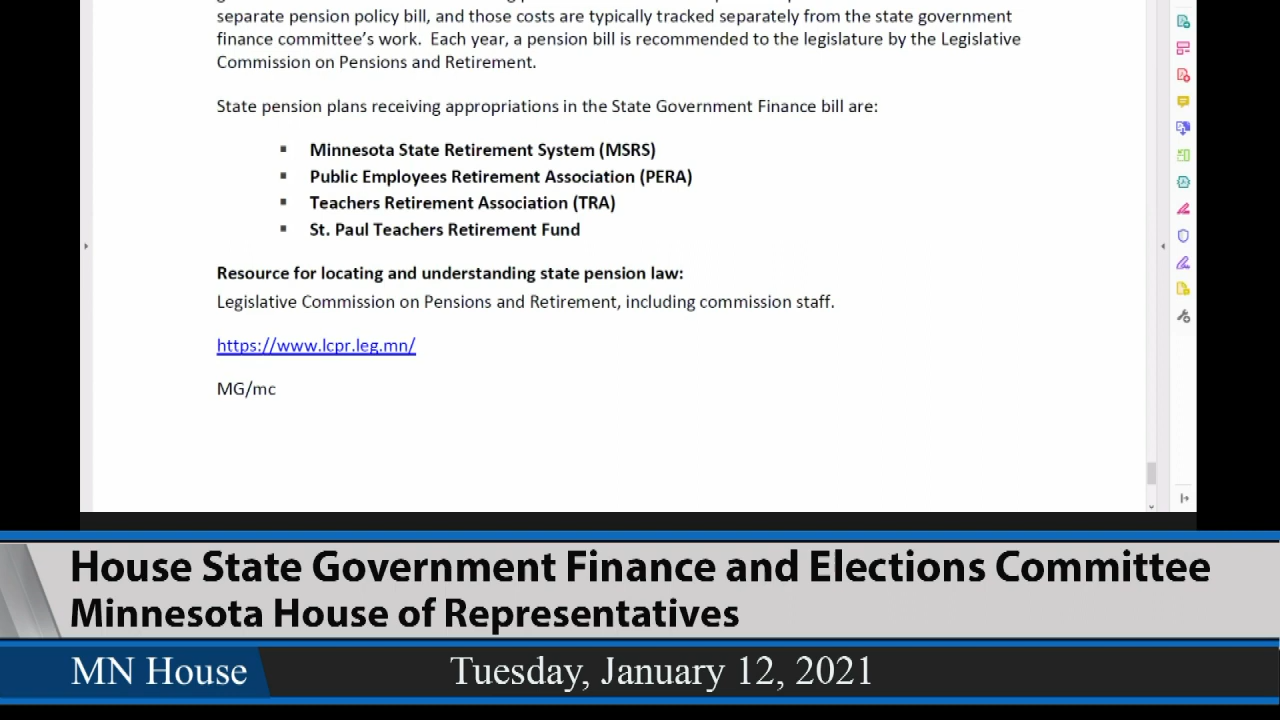 separate pension policy bill, and those costs are typically tracked separately from the state government
finance committee's work.  Each year, a pension bill is recommended to the legislature by the Legislative
Commission on Pensions and Retirement.
State pension plans receiving appropriations in the State Government Finance bill are:
▪ Minnesota State Retirement System (MSRS)
▪ Public Employees Retirement Association (PERA)
▪ Teachers Retirement Association (TRA)
▪ St. Paul Teachers Retirement Fund
Resource for locating and understanding state pension law:
Legislative Commission on Pensions and Retirement, including commission staff.
https://www.lcpr.leg.mn/
MG/mc
House State Government Finance and Elections Committee
Minnesota House of Representatives
MN House
Tuesday, January 12, 2021